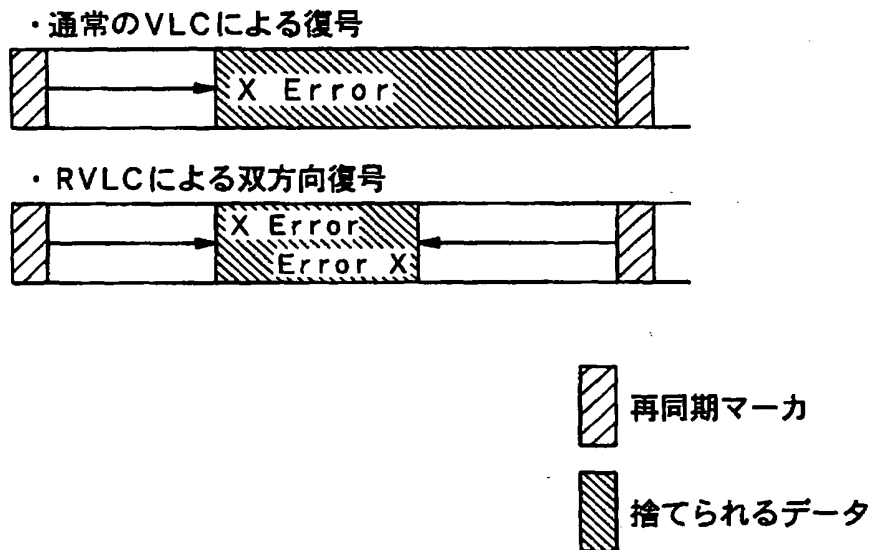 ・通常のVLCによる復号
X Error
・RVLCによる双方向復号
X Error
Error X
再同期マーカ
捨てられるデータ